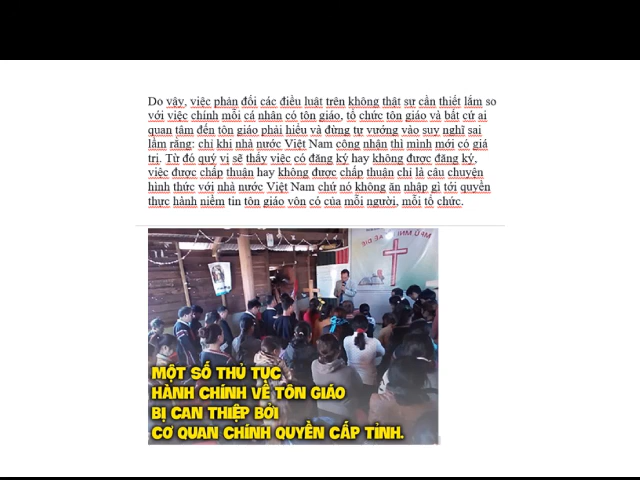 Do vậy, việc phản đối các điều luật trên không thật sự cần thiết lắm so
với việc chính mỗi cá nhân có tôn giáo, tổ chức tôn giáo và bất cứ ai
quan tâm đến tôn giáo phải hiểu và đừng tự vướng vào suy nghĩ sai
lầm rằng: chỉ khi nhà nước Việt Nam công nhận thì mình mới có giá
trị. Từ đó quý vị sẽ thấy việc có đăng ký hay không được đăng ký,
việc được chấp thuận hay không được chấp thuận chỉ là câu chuyện
hình thức với nhà nước Việt Nam chứ nó không ăn nhập gì tới quyền
thực hành niềm tin tôn giáo vốn có của mỗi người, mỗi tổ chức.
MỘT SỐ THỦ TỤC
HÀNH CHÍNH VỀ TÔN GIÁO
BỊ CAN THIỆP BỞI
CƠ QUAN CHÍNH QUYỀN CẤP TỈNH.